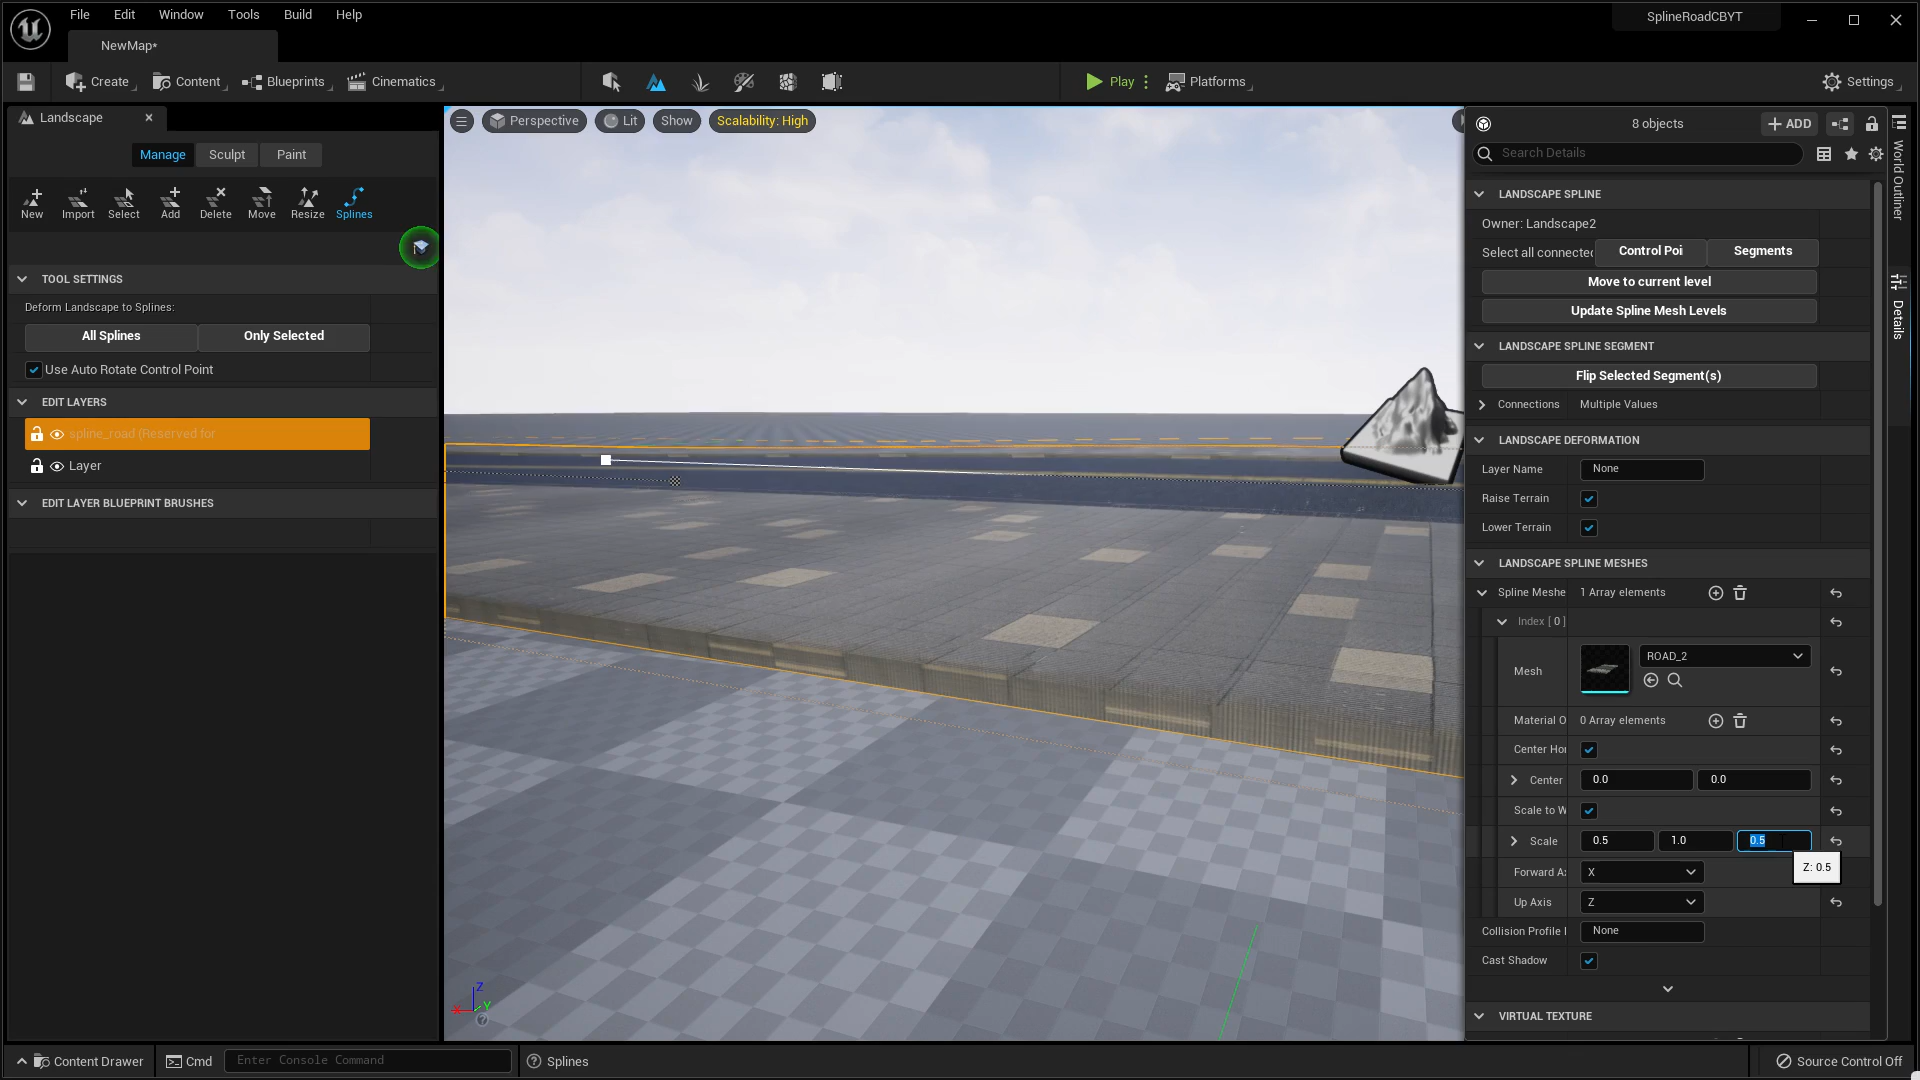 File Edit Window Tools Build Help
SplineRoadCBYT
NewMap*
Create Content Blueprints Cinematics Play Platforms Settings
Landscape
Manage Sculpt Paint
New Import Select Add Delete Move Resize Splines
TOOL SETTINGS
Deform Landscape to Splines:
All Splines Only Selected
Use Auto Rotate Control Point
EDIT LAYERS
spline_road (Reserved for
Layer
EDIT LAYER BLUEPRINT BRUSHES
Perspective Lit Show Scalability: High
Z
X Y
8 objects ADD
Search Details
LANDSCAPE SPLINE
Owner: Landscape2
Select all connected Control Poi Segments
Move to current level
Update Spline Mesh Levels
LANDSCAPE SPLINE SEGMENT
Flip Selected Segment(s)
Connections Multiple Values
LANDSCAPE DEFORMATION
Layer Name None
Raise Terrain
Lower Terrain
LANDSCAPE SPLINE MESHES
Spline Meshe 1 Array elements
Index [ 0 ]
Mesh ROAD_2
Material O 0 Array elements
Center Hor
Center 0.0 0.0
Scale to W
Scale 0.5 1.0 0.5
Z: 0.5
Forward Ax X
Up Axis Z
Collision Profile None
Cast Shadow
VIRTUAL TEXTURE
World Outliner
Details
Content Drawer Cmd Enter Console Command Splines Source Control Off